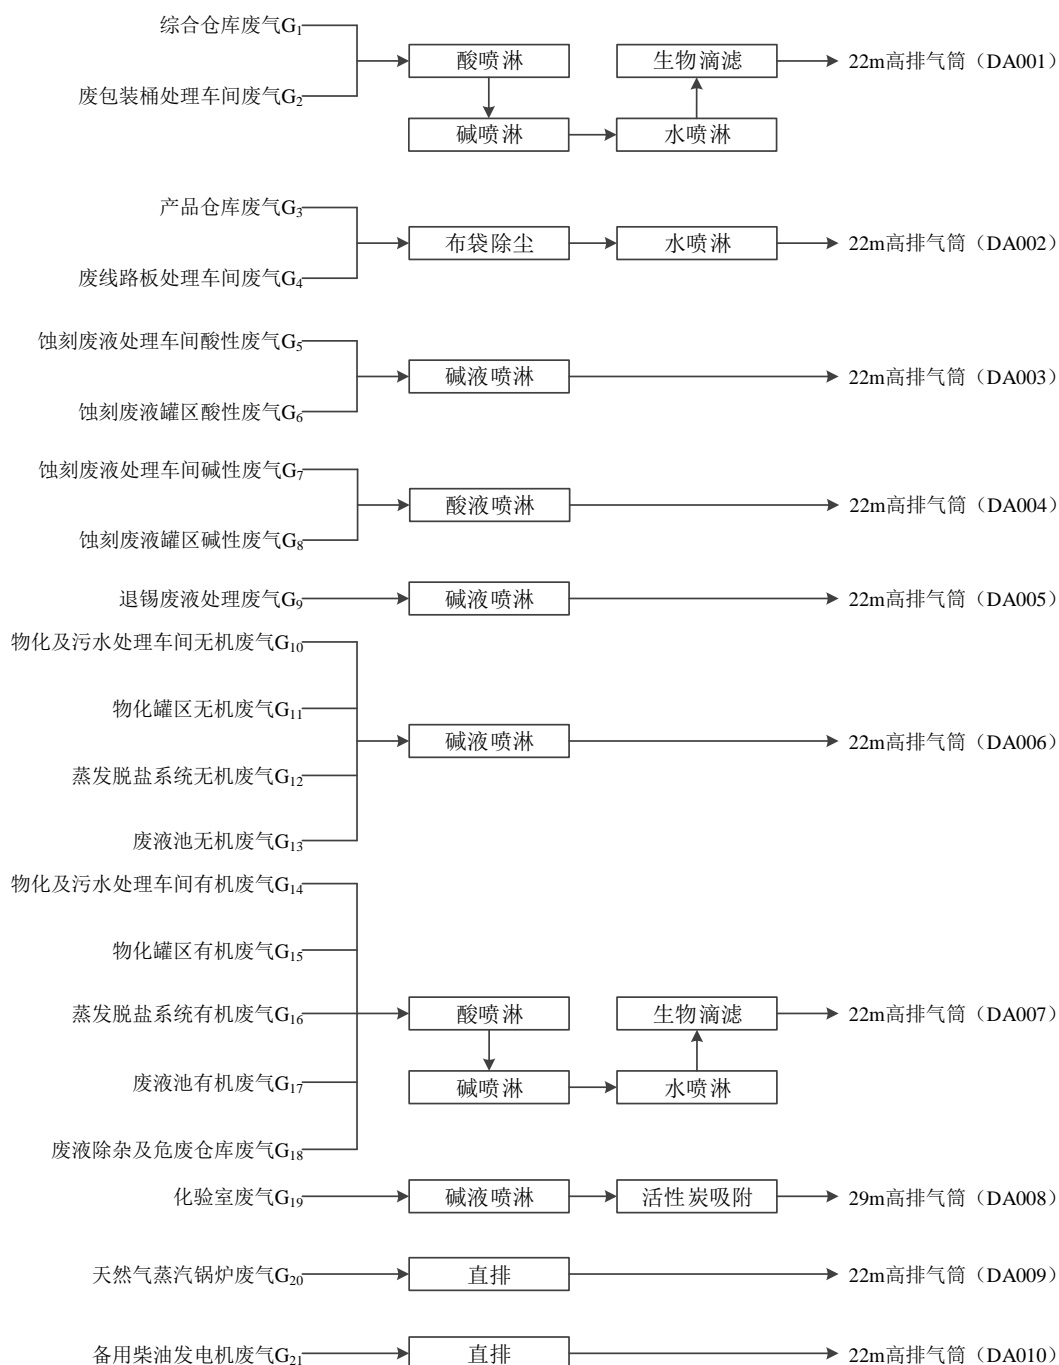 综合仓库废气G₁
废包装桶处理车间废气G₂
酸喷淋
碱喷淋
水喷淋
生物滴滤
22m高排气筒（DA001）
产品仓库废气G₃
废线路板处理车间废气G₄
布袋除尘
水喷淋
22m高排气筒（DA002）
蚀刻废液处理车间酸性废气G₅
蚀刻废液罐区酸性废气G₆
碱液喷淋
22m高排气筒（DA003）
蚀刻废液处理车间碱性废气G₇
蚀刻废液罐区碱性废气G₈
酸液喷淋
22m高排气筒（DA004）
退锡废液处理废气G₉
碱液喷淋
22m高排气筒（DA005）
物化及污水处理车间无机废气G₁₀
物化罐区无机废气G₁₁
蒸发脱盐系统无机废气G₁₂
废液池无机废气G₁₃
碱液喷淋
22m高排气筒（DA006）
物化及污水处理车间有机废气G₁₄
物化罐区有机废气G₁₅
蒸发脱盐系统有机废气G₁₆
废液池有机废气G₁₇
废液除杂及危废仓库废气G₁₈
酸喷淋
碱喷淋
水喷淋
生物滴滤
22m高排气筒（DA007）
化验室废气G₁₉
碱液喷淋
活性炭吸附
29m高排气筒（DA008）
天然气蒸汽锅炉废气G₂₀
直排
22m高排气筒（DA009）
备用柴油发电机废气G₂₁
直排
22m高排气筒（DA010）